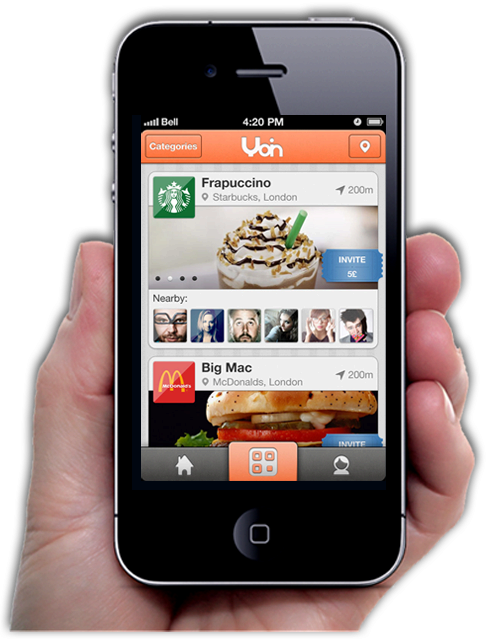 Bell 4:20 PM
Categories Yoin
Frapuccino
Starbucks, London 200m
INVITE
5£
Nearby:
Big Mac
McDonald's
McDonalds, London 200m
INVITE